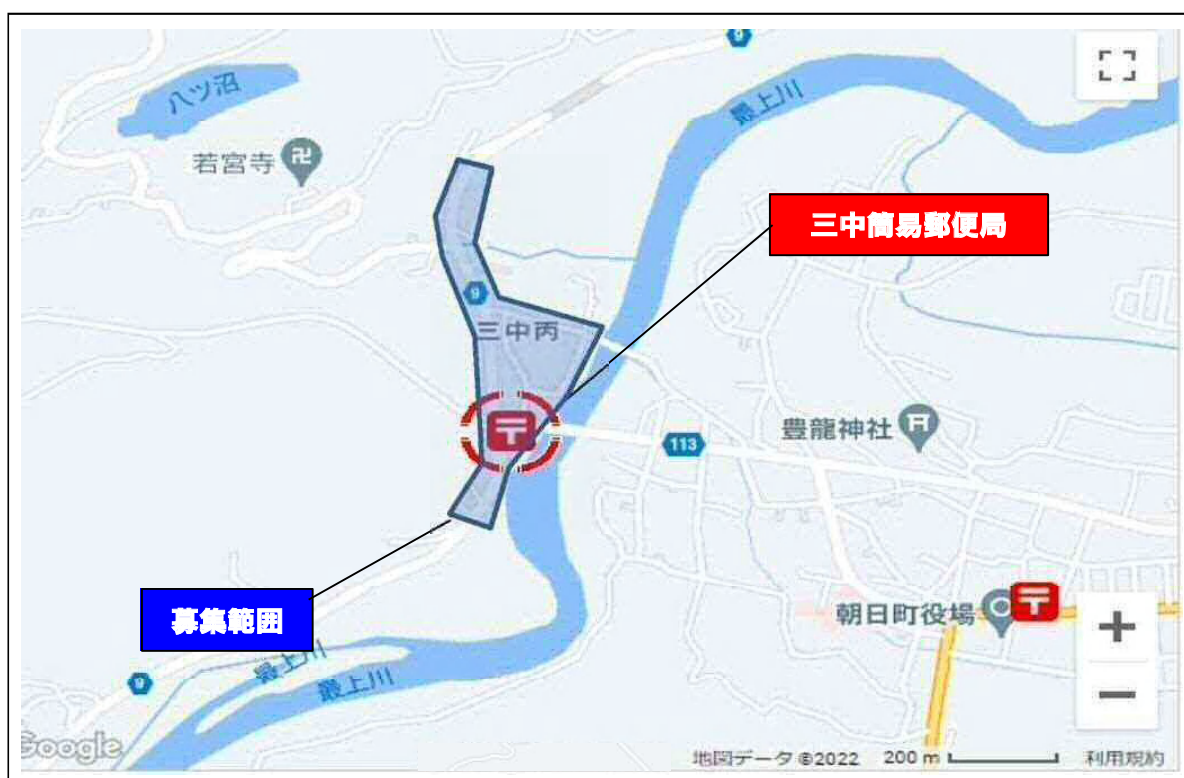 9
八ツ沼
最上川
若宮寺
三中簡易郵便局
9
三中丙
豊龍神社
113
募集範囲
朝日町役場
最上川
最上川
9
Google
地図データ ©2022
200 m
利用規約